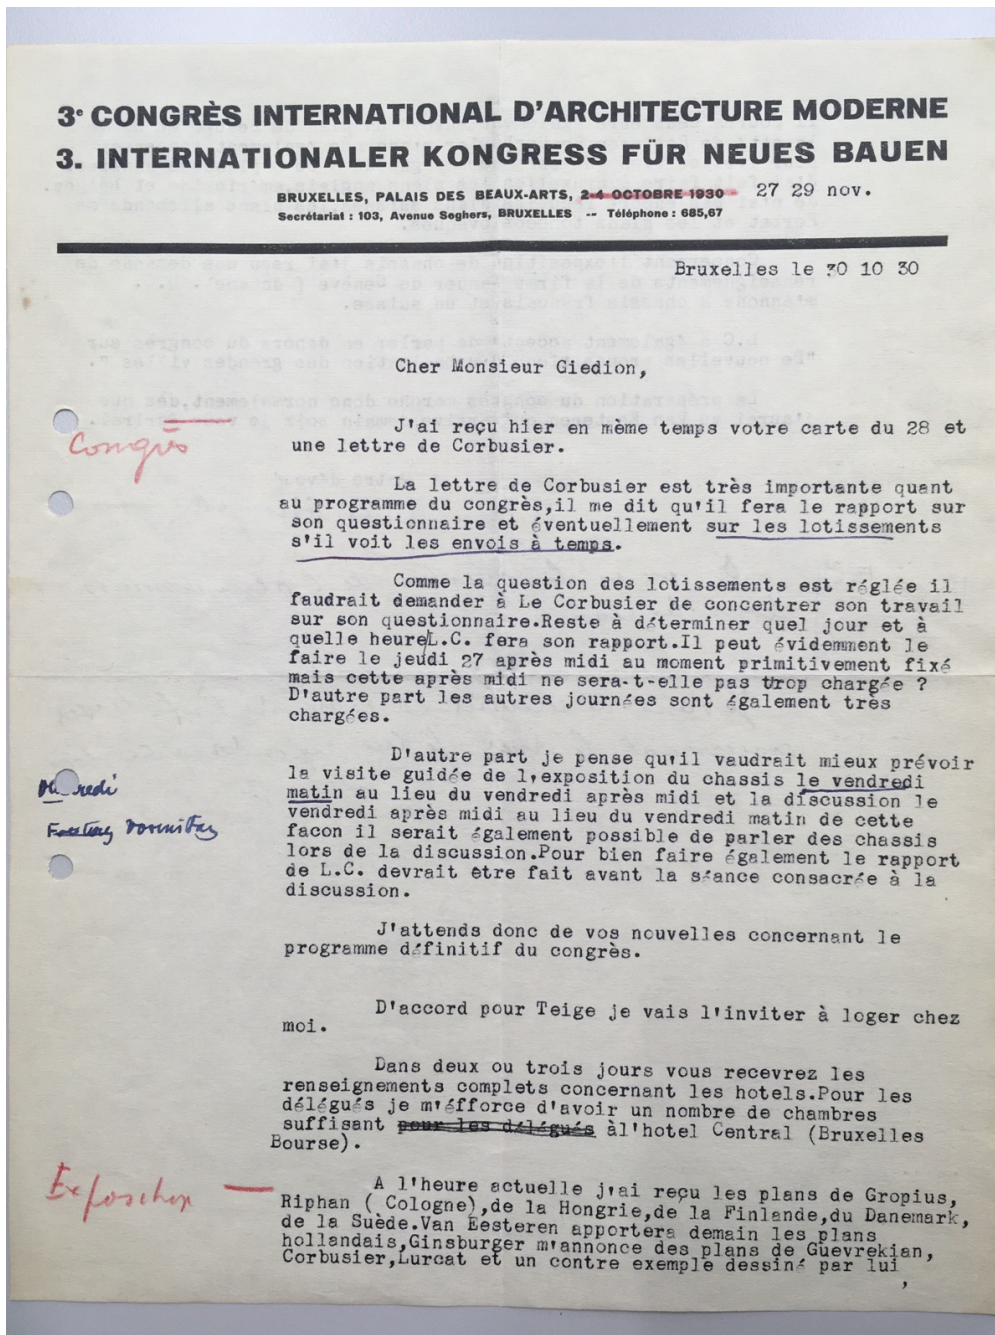 3e CONGRÈS INTERNATIONAL D'ARCHITECTURE MODERNE
3. INTERNATIONALER KONGRESS FÜR NEUES BAUEN
BRUXELLES, PALAIS DES BEAUX-ARTS, 2-4 OCTOBRE 1930 27 29 nov.
Secrétariat : 103, Avenue Seghers, BRUXELLES -- Téléphone : 685,67
Bruxelles le 30 10 30
Cher Monsieur Giedion,
Congrès
J'ai reçu hier en mème temps votre carte du 28 et
une lettre de Corbusier.
La lettre de Corbusier est très importante quant
au programme du congrès,il me dit qu'il fera le rapport sur
son questionnaire et éventuellement sur les lotissements
s'il voit les envois à temps.
Comme la question des lotissements est réglée il
faudrait demander à Le Corbusier de concentrer son travail
sur son questionnaire.Reste à déterminer quel jour et à
quelle heure L.C. fera son rapport.Il peut évidemment le
faire le jeudi 27 après midi au moment primitivement fixé
mais cette après midi ne sera-t-elle pas trop chargée ?
D'autre part les autres journées sont également très
chargées.
D'autre part je pense qu'il vaudrait mieux prévoir
la visite guidée de l'exposition du chassis le vendredi
matin au lieu du vendredi après midi et la discussion le
vendredi après midi au lieu du vendredi matin de cette
facon il serait également possible de parler des chassis
lors de la discussion.Pour bien faire également le rapport
de L.C. devrait etre fait avant la séance consacrée à la
discussion.
J'attends donc de vos nouvelles concernant le
programme définitif du congrès.
D'accord pour Teige je vais l'inviter à loger chez
moi.
Dans deux ou trois jours vous recevrez les
renseignements complets concernant les hotels.Pour les
délégués je m'éfforce d'avoir un nombre de chambres
suffisant pour les délégués àl'hotel Central (Bruxelles
Bourse).
Exposition
A l'heure actuelle j'ai reçu les plans de Gropius,
Riphan ( Cologne),de la Hongrie,de la Finlande,du Danemark,
de la Suède.Van Eesteren apportera demain les plans
hollandais,Ginsburger m'annonce des plans de Guevrekian,
Corbusier,Lurcat et un contre exemple dessiné par lui
,